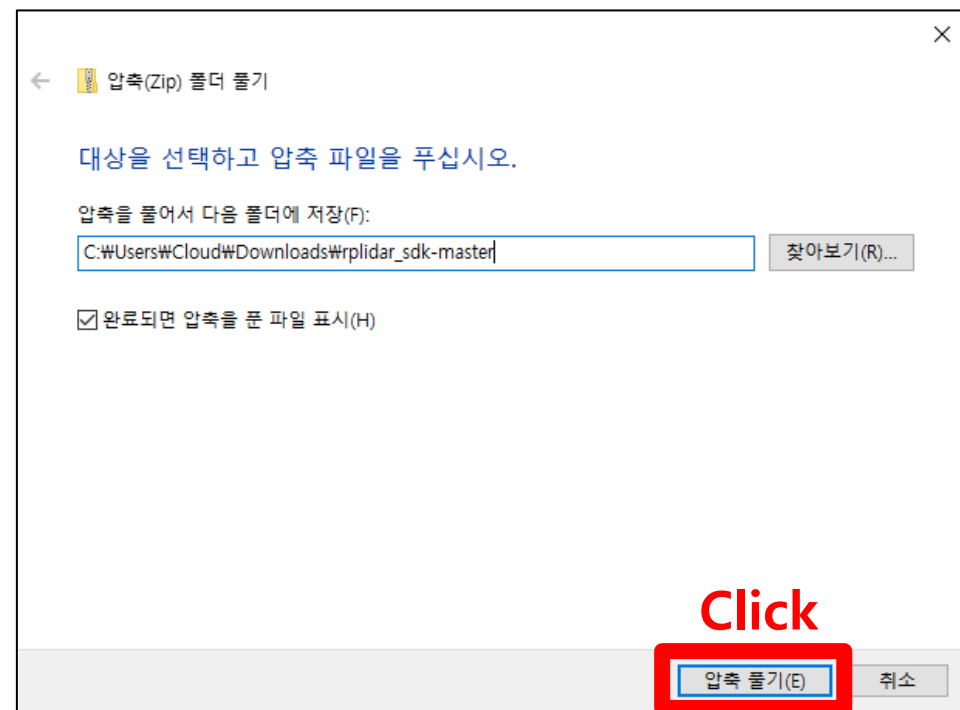 압축(Zip) 폴더 풀기
대상을 선택하고 압축 파일을 푸십시오.
압축을 풀어서 다음 폴더에 저장(F):
C:₩Users₩Cloud₩Downloads₩rplidar_sdk-master
찾아보기(R)...
완료되면 압축을 푼 파일 표시(H)
Click
압축 풀기(E)
취소